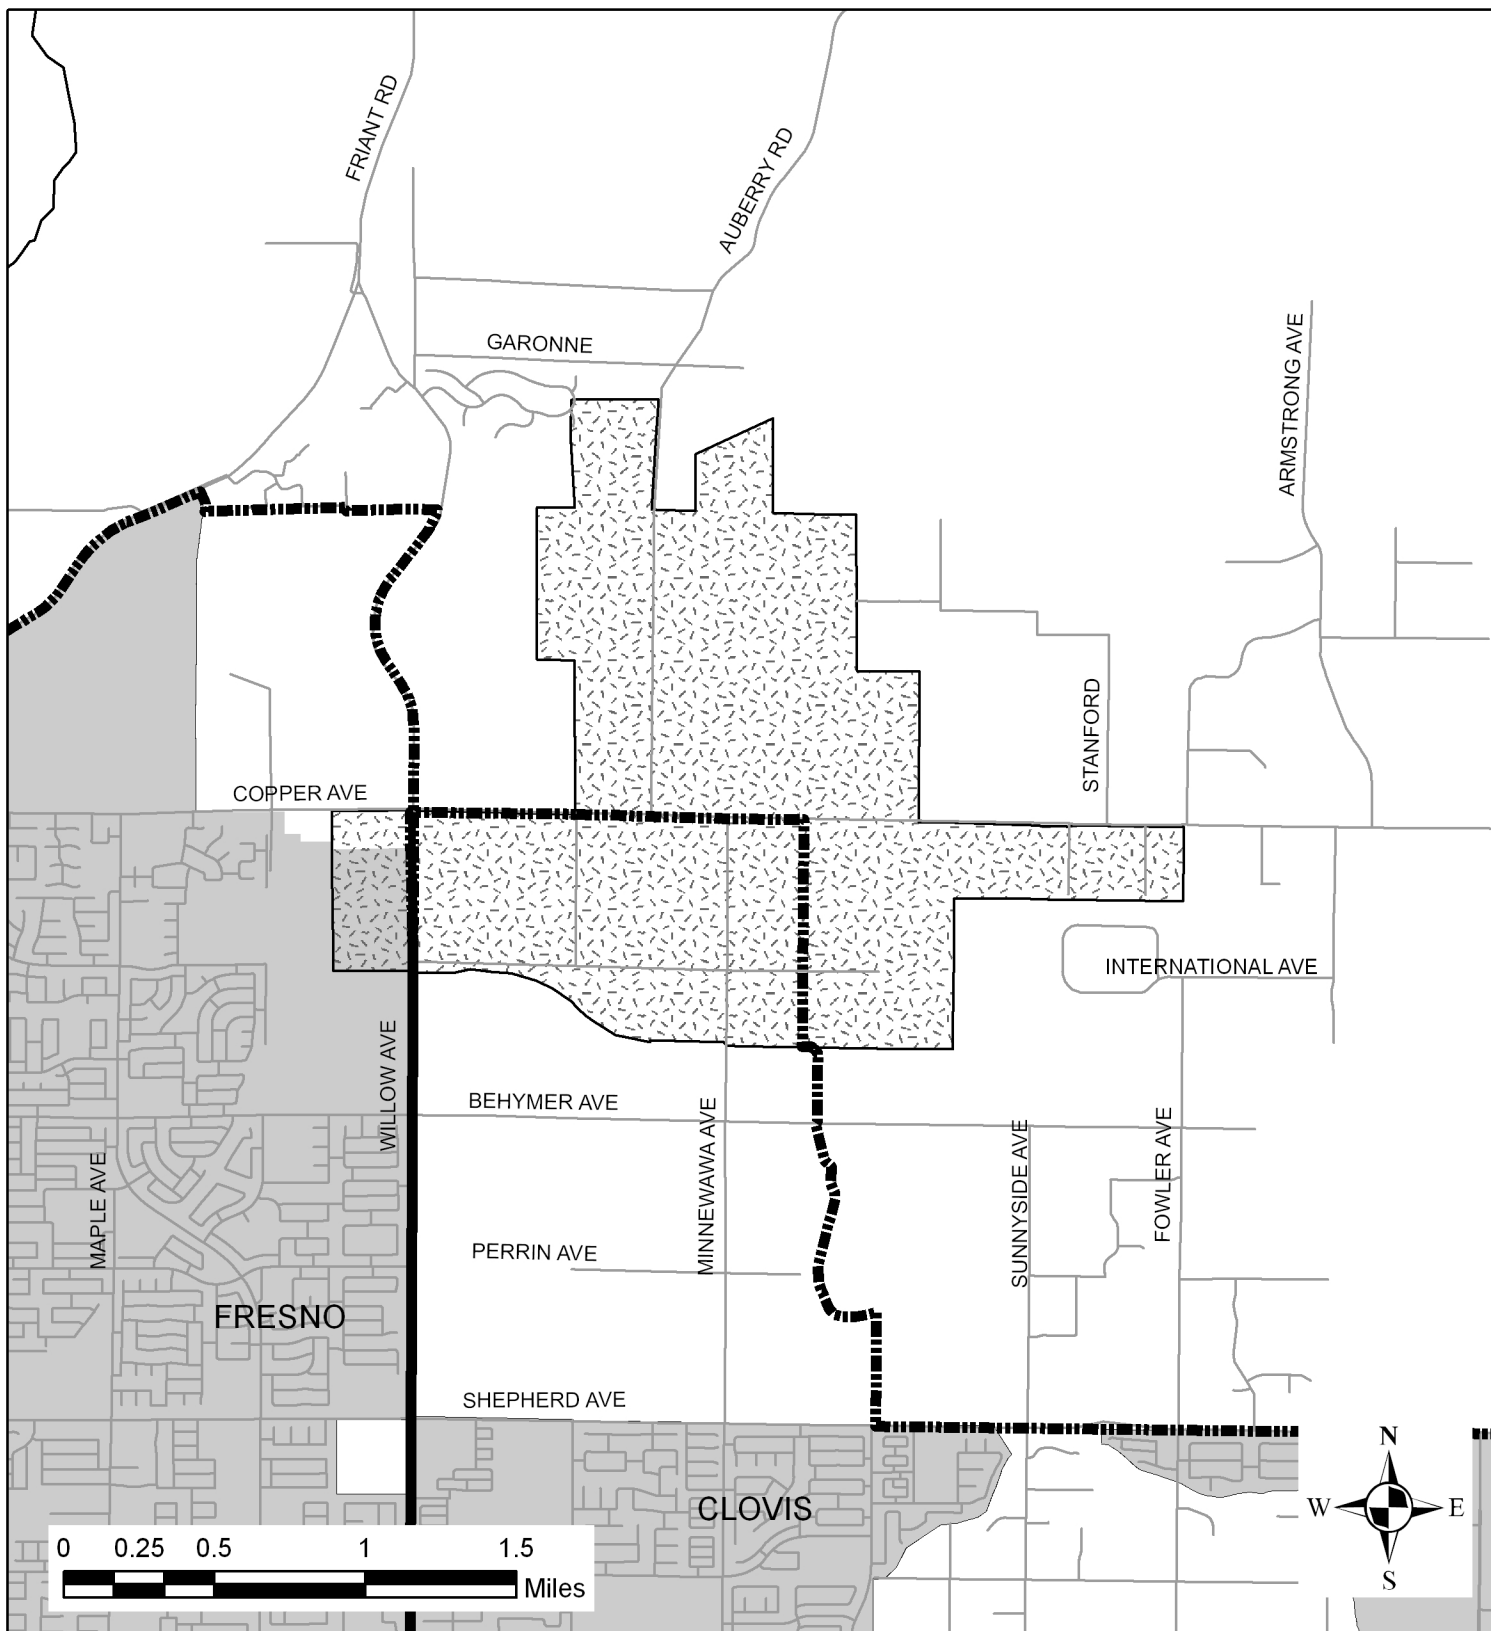 FRIANT RD
AUBERRY RD
GARONNE
ARMSTRONG AVE
STANFORD
COPPER AVE
INTERNATIONAL AVE
WILLOW AVE
BEHYMER AVE
MINNEWAWA AVE
SUNNYSIDE AVE
FOWLER AVE
MAPLE AVE
PERRIN AVE
FRESNO
SHEPHERD AVE
CLOVIS
0 0.25 0.5 1 1.5
Miles
N
W E
S